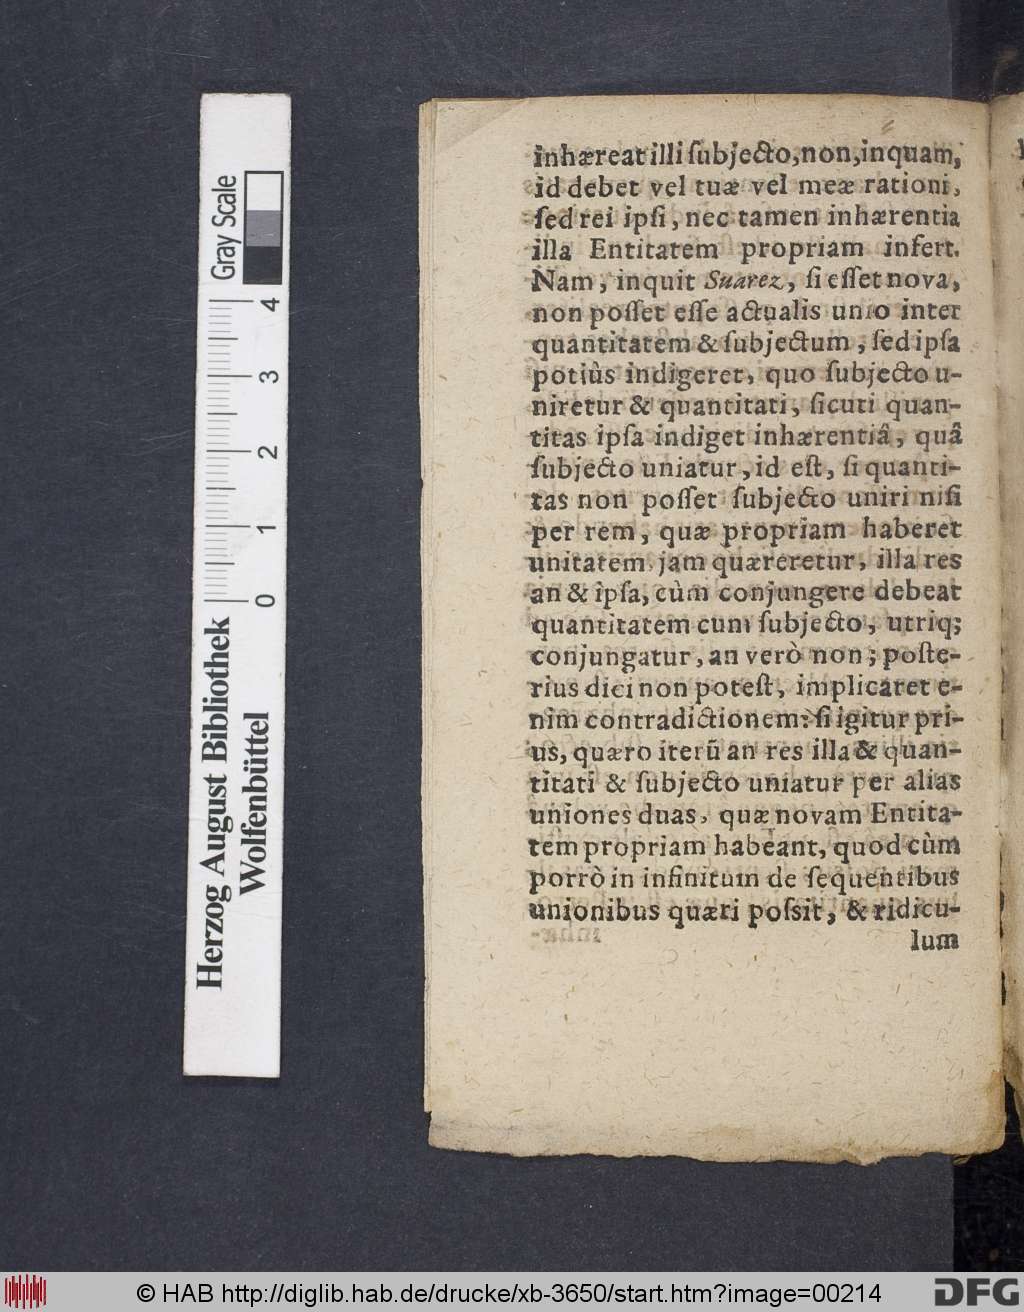 inhæreat illi ſubjecto, non, inquam,
id debet vel tuæ vel meæ rationi,
ſed rei ipſi, nec tamen inhærentia
illa Entitatem propriam infert.
Nam, inquit Suarez, ſi eſſet nova,
non poſſet eſſe actualis unio inter
quantitatem & ſubjectum, ſed ipſa
potiùs indigeret, quo ſubjecto u-
niretur & quantitati, ſicuti quan-
titas ipſa indiget inhærentiâ, quâ
ſubjecto uniatur, id eſt, ſi quanti-
tas non poſſet ſubjecto uniri niſi
per rem, quæ propriam haberet
unitatem, jam quæreretur, illa res
an & ipſa, cùm conjungere debeat
quantitatem cum ſubjecto, utriq;
conjungatur, an verò non; poſte-
rius dici non poteſt, implicaret e-
nim contradictionem: ſi igitur pri-
us, quæro iterũ an res illa & quan-
titati & ſubjecto uniatur per alias
uniones duas, quæ novam Entita-
tem propriam habeant, quod cùm
porrò in infinitum de ſequentibus
unionibus quæri poſsit, & ridicu-
lum
Gray Scale
0 1 2 3 4
Herzog August Bibliothek
Wolfenbüttel
© HAB http://diglib.hab.de/drucke/xb-3650/start.htm?image=00214
DFG